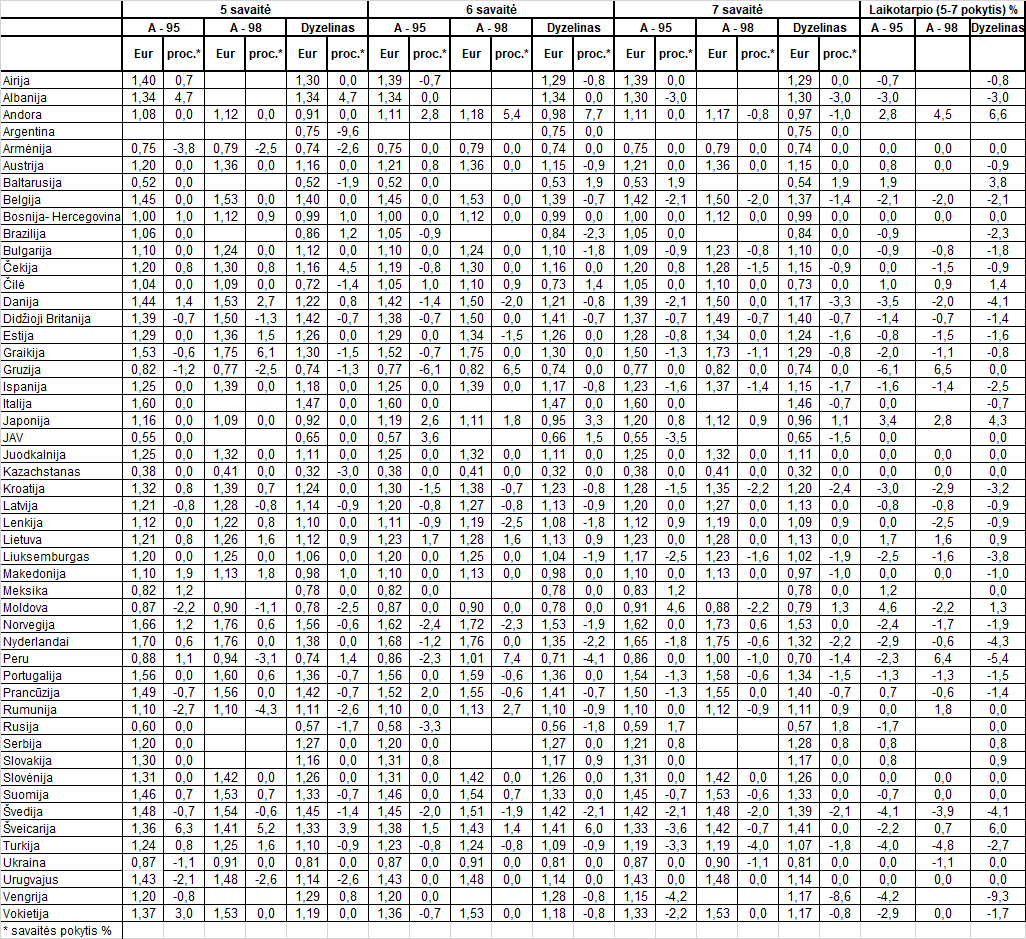 5 savaitė 6 savaitė 7 savaitė Laikotarpio (5-7 pokytis) %
A - 95 A - 98 Dyzelinas A - 95 A - 98 Dyzelinas A - 95 A - 98 Dyzelinas A - 95 A - 98 Dyzelinas
Eur proc.* Eur proc.* Eur proc.* Eur proc.* Eur proc.* Eur proc.* Eur proc.* Eur proc.* Eur proc.*
Airija 1,40 0,7 1,30 0,0 1,39 -0,7 1,29 -0,8 1,39 0,0 1,29 0,0 -0,7 -0,8
Albanija 1,34 4,7 1,34 4,7 1,34 0,0 1,34 0,0 1,30 -3,0 1,30 -3,0 -3,0 -3,0
Andora 1,08 0,0 1,12 0,0 0,91 0,0 1,11 2,8 1,18 5,4 0,98 7,7 1,11 0,0 1,17 -0,8 0,97 -1,0 2,8 4,5 6,6
Argentina 0,75 -9,6 0,75 0,0 0,75 0,0
Armėnija 0,75 -3,8 0,79 -2,5 0,74 -2,6 0,75 0,0 0,79 0,0 0,74 0,0 0,75 0,0 0,79 0,0 0,74 0,0 0,0 0,0 0,0
Austrija 1,20 0,0 1,36 0,0 1,16 0,0 1,21 0,8 1,36 0,0 1,15 -0,9 1,21 0,0 1,36 0,0 1,15 0,0 0,8 0,0 -0,9
Baltarusija 0,52 0,0 0,52 -1,9 0,52 0,0 0,53 1,9 0,53 1,9 0,54 1,9 1,9 3,8
Belgija 1,45 0,0 1,53 0,0 1,40 0,0 1,45 0,0 1,53 0,0 1,39 -0,7 1,42 -2,1 1,50 -2,0 1,37 -1,4 -2,1 -2,0 -2,1
Bosnija- Hercegovina 1,00 1,0 1,12 0,9 0,99 1,0 1,00 0,0 1,12 0,0 0,99 0,0 1,00 0,0 1,12 0,0 0,99 0,0 0,0 0,0 0,0
Brazilija 1,06 0,0 0,86 1,2 1,05 -0,9 0,84 -2,3 1,05 0,0 0,84 0,0 -0,9 -2,3
Bulgarija 1,10 0,0 1,24 0,0 1,12 0,0 1,10 0,0 1,24 0,0 1,10 -1,8 1,09 -0,9 1,23 -0,8 1,10 0,0 -0,9 -0,8 -1,8
Čekija 1,20 0,8 1,30 0,8 1,16 4,5 1,19 -0,8 1,30 0,0 1,16 0,0 1,20 0,8 1,28 -1,5 1,15 -0,9 0,0 -1,5 -0,9
Čilė 1,04 0,0 1,09 0,0 0,72 -1,4 1,05 1,0 1,10 0,9 0,73 1,4 1,05 0,0 1,10 0,0 0,73 0,0 1,0 0,9 1,4
Danija 1,44 1,4 1,53 2,7 1,22 0,8 1,42 -1,4 1,50 -2,0 1,21 -0,8 1,39 -2,1 1,50 0,0 1,17 -3,3 -3,5 -2,0 -4,1
Didžioji Britanija 1,39 -0,7 1,50 -1,3 1,42 -0,7 1,38 -0,7 1,50 0,0 1,41 -0,7 1,37 -0,7 1,49 -0,7 1,40 -0,7 -1,4 -0,7 -1,4
Estija 1,29 0,0 1,36 1,5 1,26 0,0 1,29 0,0 1,34 -1,5 1,26 0,0 1,28 -0,8 1,34 0,0 1,24 -1,6 -0,8 -1,5 -1,6
Graikija 1,53 -0,6 1,75 6,1 1,30 -1,5 1,52 -0,7 1,75 0,0 1,30 0,0 1,50 -1,3 1,73 -1,1 1,29 -0,8 -2,0 -1,1 -0,8
Gruzija 0,82 -1,2 0,77 -2,5 0,74 -1,3 0,77 -6,1 0,82 6,5 0,74 0,0 0,77 0,0 0,82 0,0 0,74 0,0 -6,1 6,5 0,0
Ispanija 1,25 0,0 1,39 0,0 1,18 0,0 1,25 0,0 1,39 0,0 1,17 -0,8 1,23 -1,6 1,37 -1,4 1,15 -1,7 -1,6 -1,4 -2,5
Italija 1,60 0,0 1,47 0,0 1,60 0,0 1,47 0,0 1,60 0,0 1,46 -0,7 0,0 -0,7
Japonija 1,16 0,0 1,09 0,0 0,92 0,0 1,19 2,6 1,11 1,8 0,95 3,3 1,20 0,8 1,12 0,9 0,96 1,1 3,4 2,8 4,3
JAV 0,55 0,0 0,65 0,0 0,57 3,6 0,66 1,5 0,55 -3,5 0,65 -1,5 0,0 0,0
Juodkalnija 1,25 0,0 1,32 0,0 1,11 0,0 1,25 0,0 1,32 0,0 1,11 0,0 1,25 0,0 1,32 0,0 1,11 0,0 0,0 0,0 0,0
Kazachstanas 0,38 0,0 0,41 0,0 0,32 -3,0 0,38 0,0 0,41 0,0 0,32 0,0 0,38 0,0 0,41 0,0 0,32 0,0 0,0 0,0 0,0
Kroatija 1,32 0,8 1,39 0,7 1,24 0,0 1,30 -1,5 1,38 -0,7 1,23 -0,8 1,28 -1,5 1,35 -2,2 1,20 -2,4 -3,0 -2,9 -3,2
Latvija 1,21 -0,8 1,28 -0,8 1,14 -0,9 1,20 -0,8 1,27 -0,8 1,13 -0,9 1,20 0,0 1,27 0,0 1,13 0,0 -0,8 -0,8 -0,9
Lenkija 1,12 0,0 1,22 0,8 1,10 0,0 1,11 -0,9 1,19 -2,5 1,08 -1,8 1,12 0,9 1,19 0,0 1,09 0,9 0,0 -2,5 -0,9
Lietuva 1,21 0,8 1,26 1,6 1,12 0,9 1,23 1,7 1,28 1,6 1,13 0,9 1,23 0,0 1,28 0,0 1,13 0,0 1,7 1,6 0,9
Liuksemburgas 1,20 0,0 1,25 0,0 1,06 0,0 1,20 0,0 1,25 0,0 1,04 -1,9 1,17 -2,5 1,23 -1,6 1,02 -1,9 -2,5 -1,6 -3,8
Makedonija 1,10 1,9 1,13 1,8 0,98 1,0 1,10 0,0 1,13 0,0 0,98 0,0 1,10 0,0 1,13 0,0 0,97 -1,0 0,0 0,0 -1,0
Meksika 0,82 1,2 0,78 0,0 0,82 0,0 0,78 0,0 0,83 1,2 0,78 0,0 1,2 0,0
Moldova 0,87 -2,2 0,90 -1,1 0,78 -2,5 0,87 0,0 0,90 0,0 0,78 0,0 0,91 4,6 0,88 -2,2 0,79 1,3 4,6 -2,2 1,3
Norvegija 1,66 1,2 1,76 0,6 1,56 -0,6 1,62 -2,4 1,72 -2,3 1,53 -1,9 1,62 0,0 1,73 0,6 1,53 0,0 -2,4 -1,7 -1,9
Nyderlandai 1,70 0,6 1,76 0,0 1,38 0,0 1,68 -1,2 1,76 0,0 1,35 -2,2 1,65 -1,8 1,75 -0,6 1,32 -2,2 -2,9 -0,6 -4,3
Peru 0,88 1,1 0,94 -3,1 0,74 1,4 0,86 -2,3 1,01 7,4 0,71 -4,1 0,86 0,0 1,00 -1,0 0,70 -1,4 -2,3 6,4 -5,4
Portugalija 1,56 0,0 1,60 0,6 1,36 -0,7 1,56 0,0 1,59 -0,6 1,36 0,0 1,54 -1,3 1,58 -0,6 1,34 -1,5 -1,3 -1,3 -1,5
Prancūzija 1,49 -0,7 1,56 0,0 1,42 -0,7 1,52 2,0 1,55 -0,6 1,41 -0,7 1,50 -1,3 1,55 0,0 1,40 -0,7 0,7 -0,6 -1,4
Rumunija 1,10 -2,7 1,10 -4,3 1,11 -2,6 1,10 0,0 1,13 2,7 1,10 -0,9 1,10 0,0 1,12 -0,9 1,11 0,9 0,0 1,8 0,0
Rusija 0,60 0,0 0,57 -1,7 0,58 -3,3 0,56 -1,8 0,59 1,7 0,57 1,8 -1,7 0,0
Serbija 1,20 0,0 1,27 0,0 1,20 0,0 1,27 0,0 1,21 0,8 1,28 0,8 0,8 0,8
Slovakija 1,30 0,0 1,16 0,0 1,31 0,8 1,17 0,9 1,31 0,0 1,17 0,0 0,8 0,9
Slovėnija 1,31 0,0 1,42 0,0 1,26 0,0 1,31 0,0 1,42 0,0 1,26 0,0 1,31 0,0 1,42 0,0 1,26 0,0 0,0 0,0 0,0
Suomija 1,46 0,7 1,53 0,7 1,33 -0,7 1,46 0,0 1,54 0,7 1,33 0,0 1,45 -0,7 1,53 -0,6 1,33 0,0 -0,7 0,0 0,0
Švedija 1,48 -0,7 1,54 -0,6 1,45 -1,4 1,45 -2,0 1,51 -1,9 1,42 -2,1 1,42 -2,1 1,48 -2,0 1,39 -2,1 -4,1 -3,9 -4,1
Šveicarija 1,36 6,3 1,41 5,2 1,33 3,9 1,38 1,5 1,43 1,4 1,41 6,0 1,33 -3,6 1,42 -0,7 1,41 0,0 -2,2 0,7 6,0
Turkija 1,24 0,8 1,25 1,6 1,10 -0,9 1,23 -0,8 1,24 -0,8 1,09 -0,9 1,19 -3,3 1,19 -4,0 1,07 -1,8 -4,0 -4,8 -2,7
Ukraina 0,87 -1,1 0,91 0,0 0,81 0,0 0,87 0,0 0,91 0,0 0,81 0,0 0,87 0,0 0,90 -1,1 0,81 0,0 0,0 -1,1 0,0
Urugvajus 1,43 -2,1 1,48 -2,6 1,14 -2,6 1,43 0,0 1,48 0,0 1,14 0,0 1,43 0,0 1,48 0,0 1,14 0,0 0,0 0,0 0,0
Vengrija 1,20 -0,8 1,29 0,8 1,20 0,0 1,28 -0,8 1,15 -4,2 1,17 -8,6 -4,2 -9,3
Vokietija 1,37 3,0 1,53 0,0 1,19 0,0 1,36 -0,7 1,53 0,0 1,18 -0,8 1,33 -2,2 1,53 0,0 1,17 -0,8 -2,9 0,0 -1,7
* savaitės pokytis %